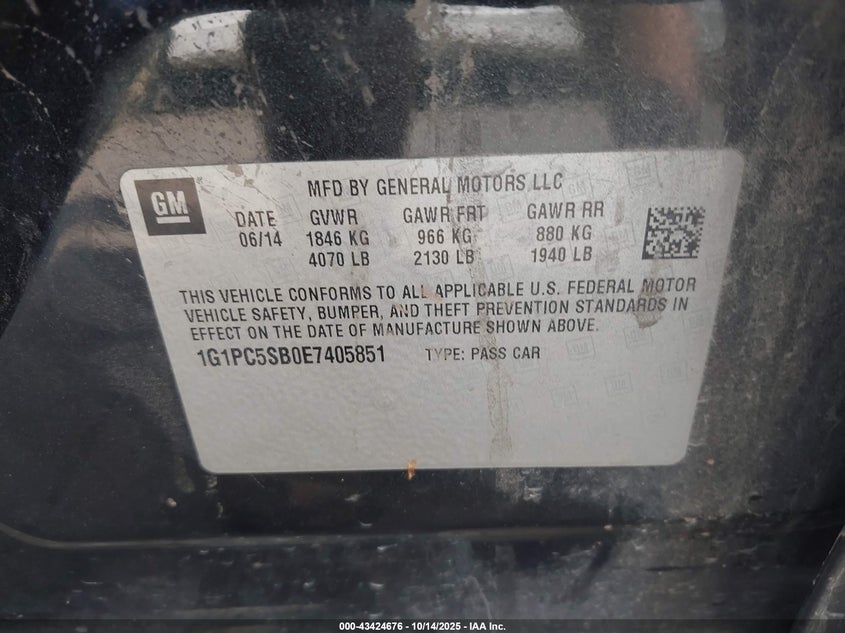 GM
MFD BY GENERAL MOTORS LLC
DATE GVWR GAWR FRT GAWR RR
06/14 1846 KG 966 KG 880 KG
4070 LB 2130 LB 1940 LB
THIS VEHICLE CONFORMS TO ALL APPLICABLE U.S. FEDERAL MOTOR
VEHICLE SAFETY, BUMPER, AND THEFT PREVENTION STANDARDS IN
EFFECT ON THE DATE OF MANUFACTURE SHOWN ABOVE.
1G1PC5SB0E7405851 TYPE: PASS CAR
000-43424676 | 10/14/2025 - IAA Inc.